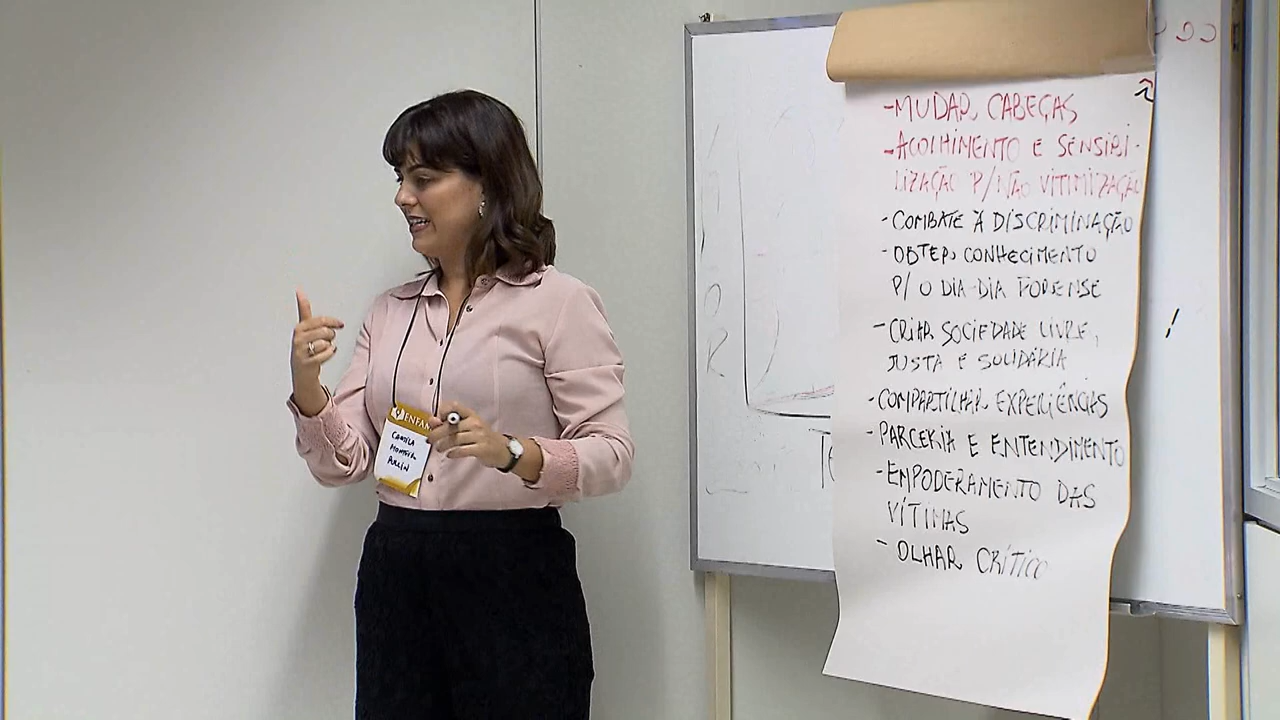 ENFAM
CAMILA
- MUDAR CABEÇAS
- ACOLHIMENTO E SENSIBI-
LIZAÇÃO P/ NÃO VITIMIZAÇÃO
- COMBATE À DISCRIMINAÇÃO
- OBTER CONHECIMENTO
P/ O DIA-DIA FORENSE
- CRIAR SOCIEDADE LIVRE,
JUSTA E SOLIDÁRIA
- COMPARTILHAR EXPERIÊNCIAS
- PARCERIA E ENTENDIMENTO
- EMPODERAMENTO DAS
VÍTIMAS
- OLHAR CRÍTICO